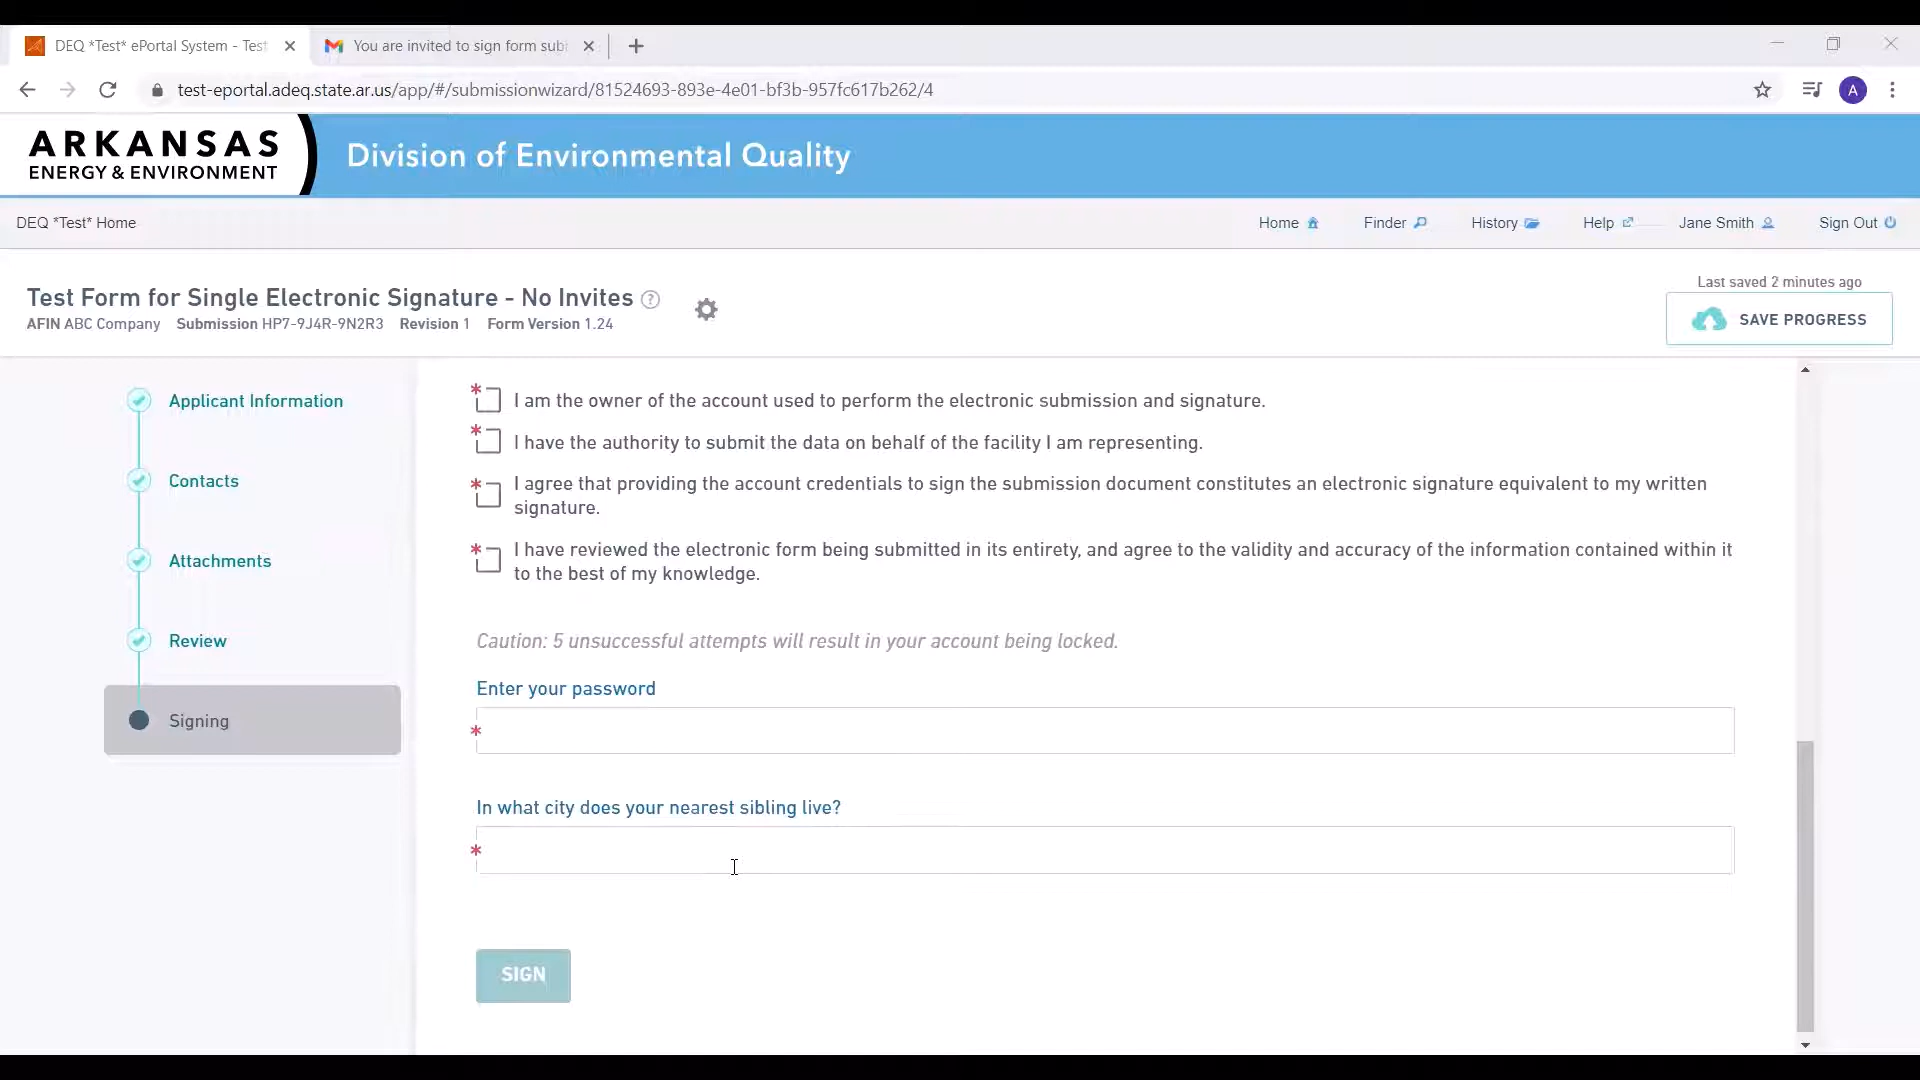 DEQ *Test* ePortal System - Test
You are invited to sign form sub
test-eportal.adeq.state.ar.us/app/#/submissionwizard/81524693-893e-4e01-bf3b-957fc617b262/4
A
ARKANSAS
ENERGY & ENVIRONMENT
Division of Environmental Quality
DEQ *Test* Home
Home
Finder
History
Help
Jane Smith
Sign Out
Test Form for Single Electronic Signature - No Invites ?
AFIN ABC Company Submission HP7-9J4R-9N2R3 Revision 1 Form Version 1.24
Last saved 2 minutes ago
SAVE PROGRESS
Applicant Information
Contacts
Attachments
Review
Signing
* I am the owner of the account used to perform the electronic submission and signature.
* I have the authority to submit the data on behalf of the facility I am representing.
* I agree that providing the account credentials to sign the submission document constitutes an electronic signature equivalent to my written
signature.
* I have reviewed the electronic form being submitted in its entirety, and agree to the validity and accuracy of the information contained within it
to the best of my knowledge.
Caution: 5 unsuccessful attempts will result in your account being locked.
Enter your password
*
In what city does your nearest sibling live?
*
SIGN